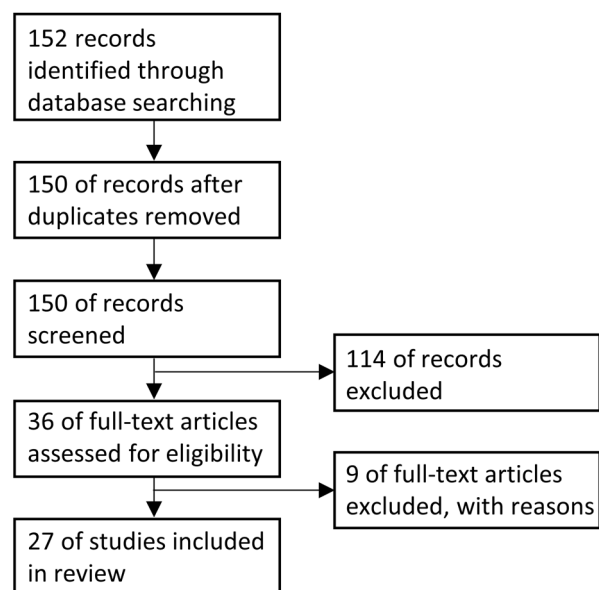 152 records
identified through
database searching
150 of records after
duplicates removed
150 of records
screened
114 of records
excluded
36 of full-text articles
assessed for eligibility
9 of full-text articles
excluded, with reasons
27 of studies included
in review